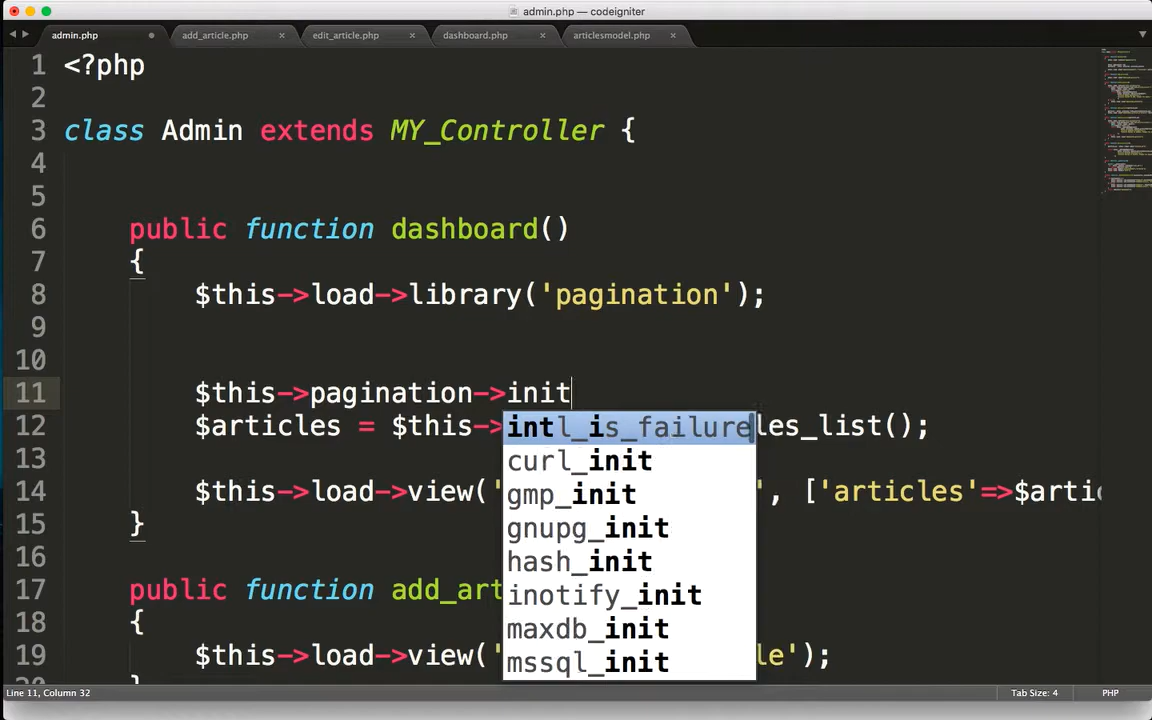 admin.php — codeigniter
admin.php add_article.php edit_article.php dashboard.php articlesmodel.php
1 <?php
2
3 class Admin extends MY_Controller {
4
5
6 public function dashboard()
7 {
8 $this->load->library('pagination');
9
10
11 $this->pagination->init
12 $articles = $this-> les_list();
13
14 $this->load->view(' ', ['articles'=>$artic
15 }
16
17 public function add_art
18 {
19 $this->load->view(' le');
20 }
intl_is_failure
curl_init
gmp_init
gnupg_init
hash_init
inotify_init
maxdb_init
mssql_init
Line 11, Column 32 Tab Size: 4 PHP